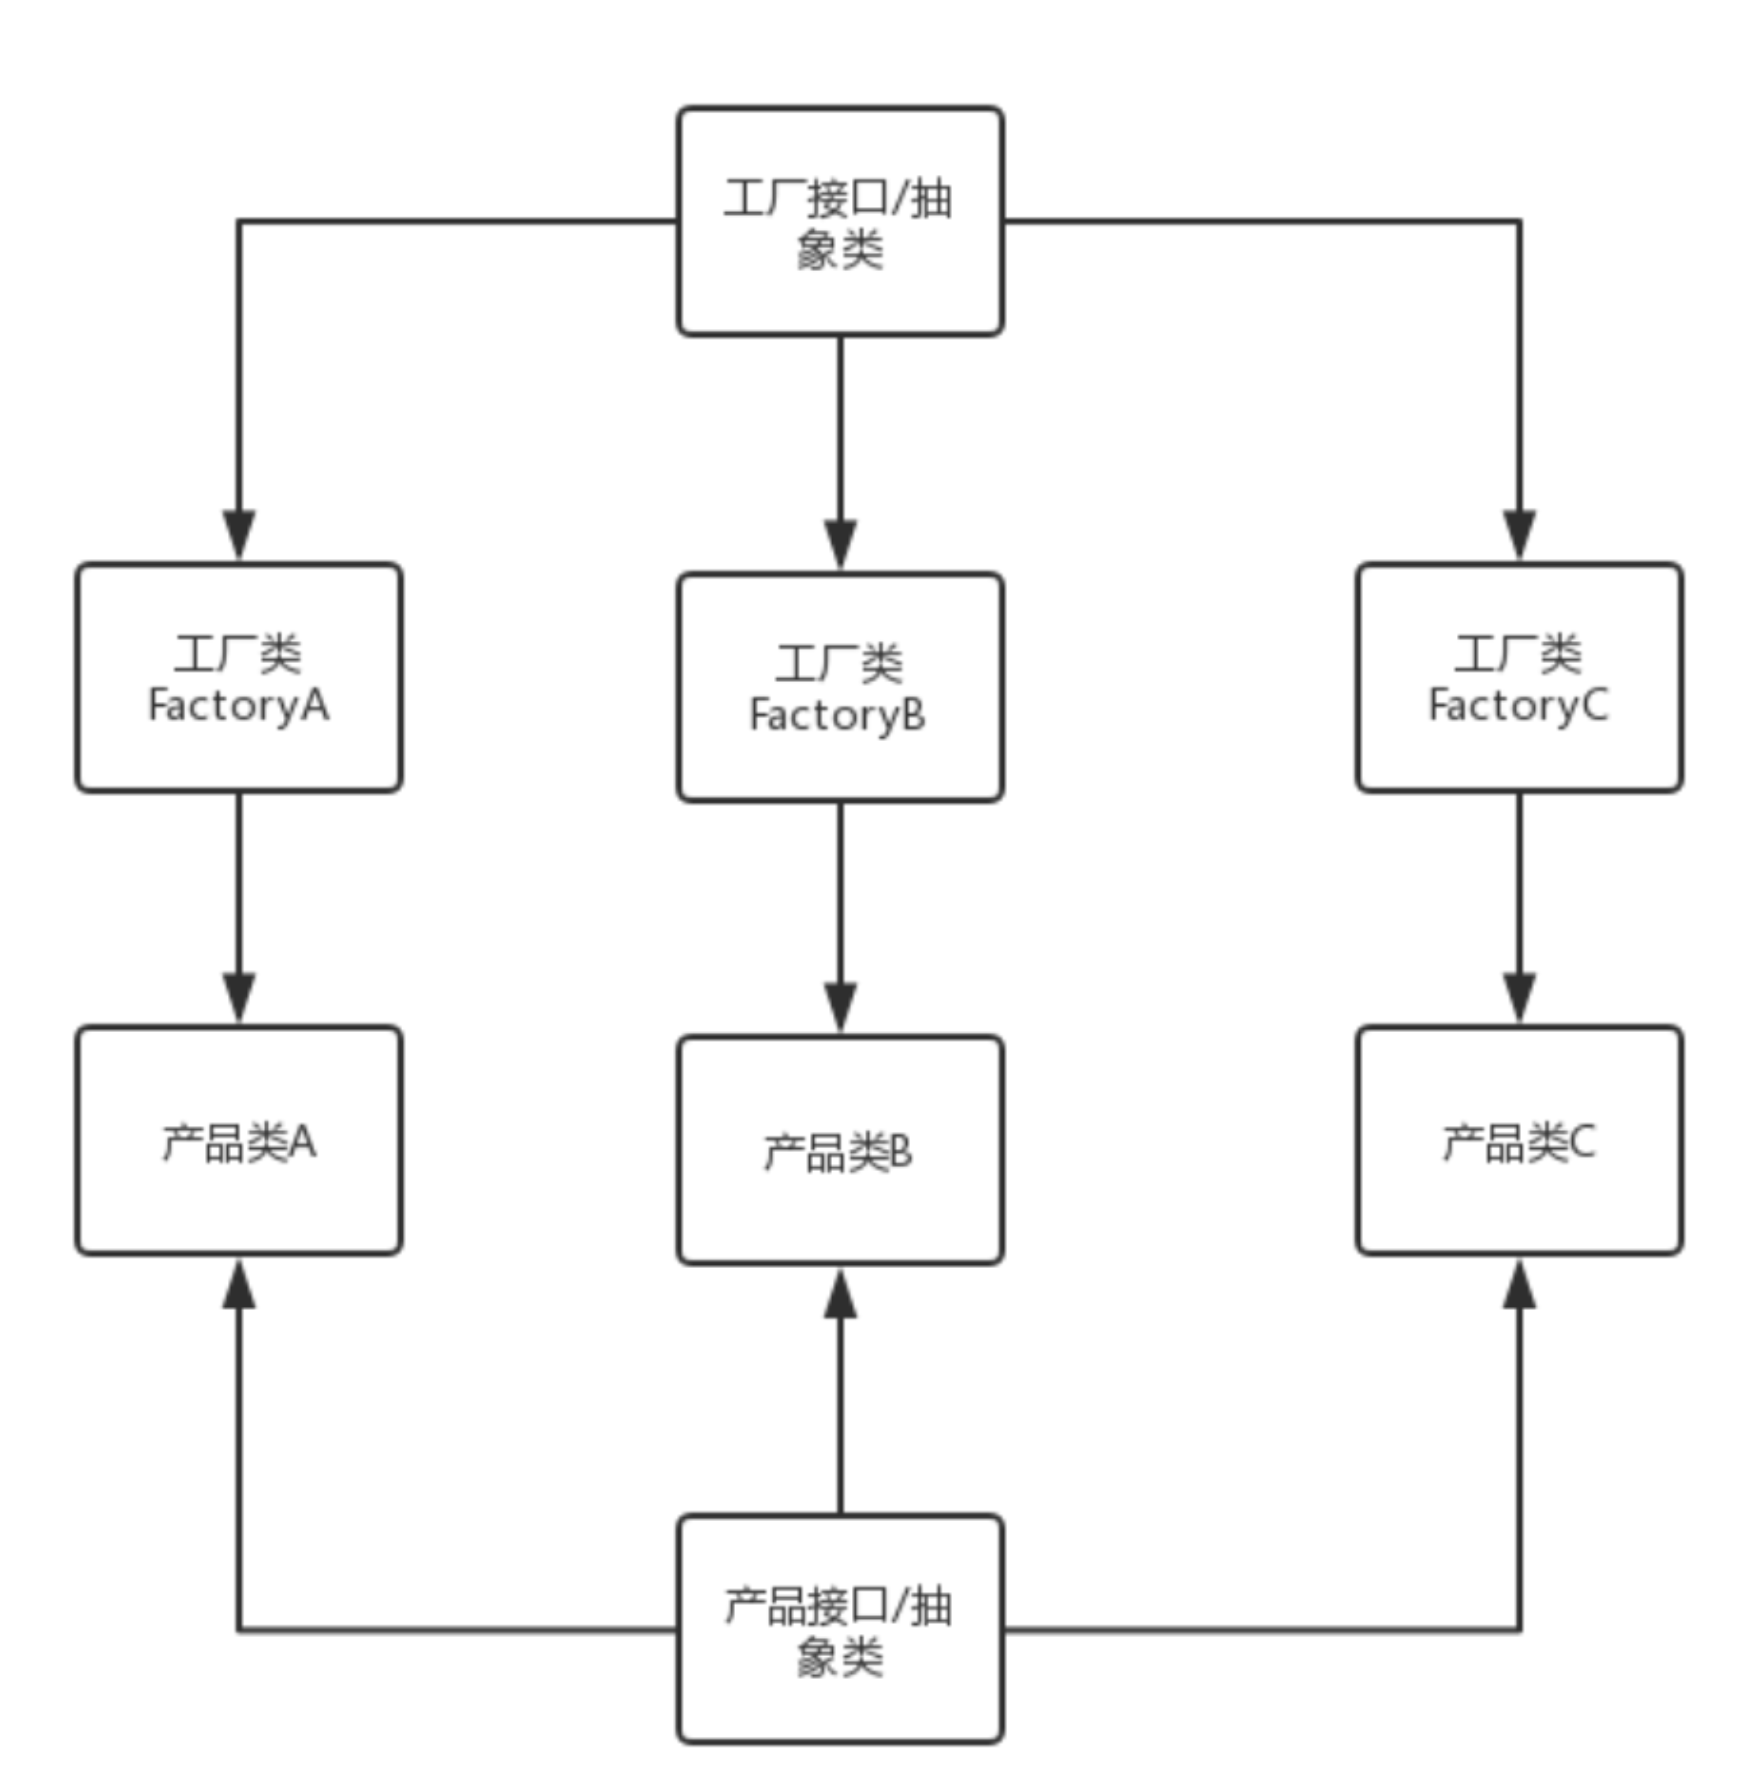 工厂接口/抽
象类
工厂类
FactoryA
工厂类
FactoryB
工厂类
FactoryC
产品类A
产品类B
产品类C
产品接口/抽
象类